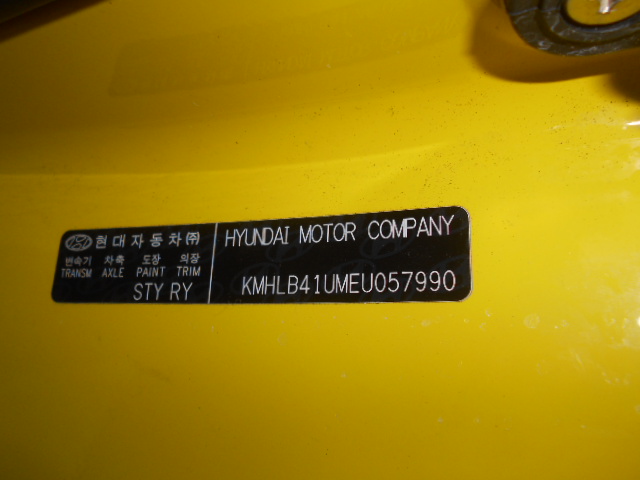 현대자동차㈜
변속기 차축 도장 의장
TRANSM AXLE PAINT TRIM
STY RY
HYUNDAI MOTOR COMPANY
KMHLB41UMEU057990